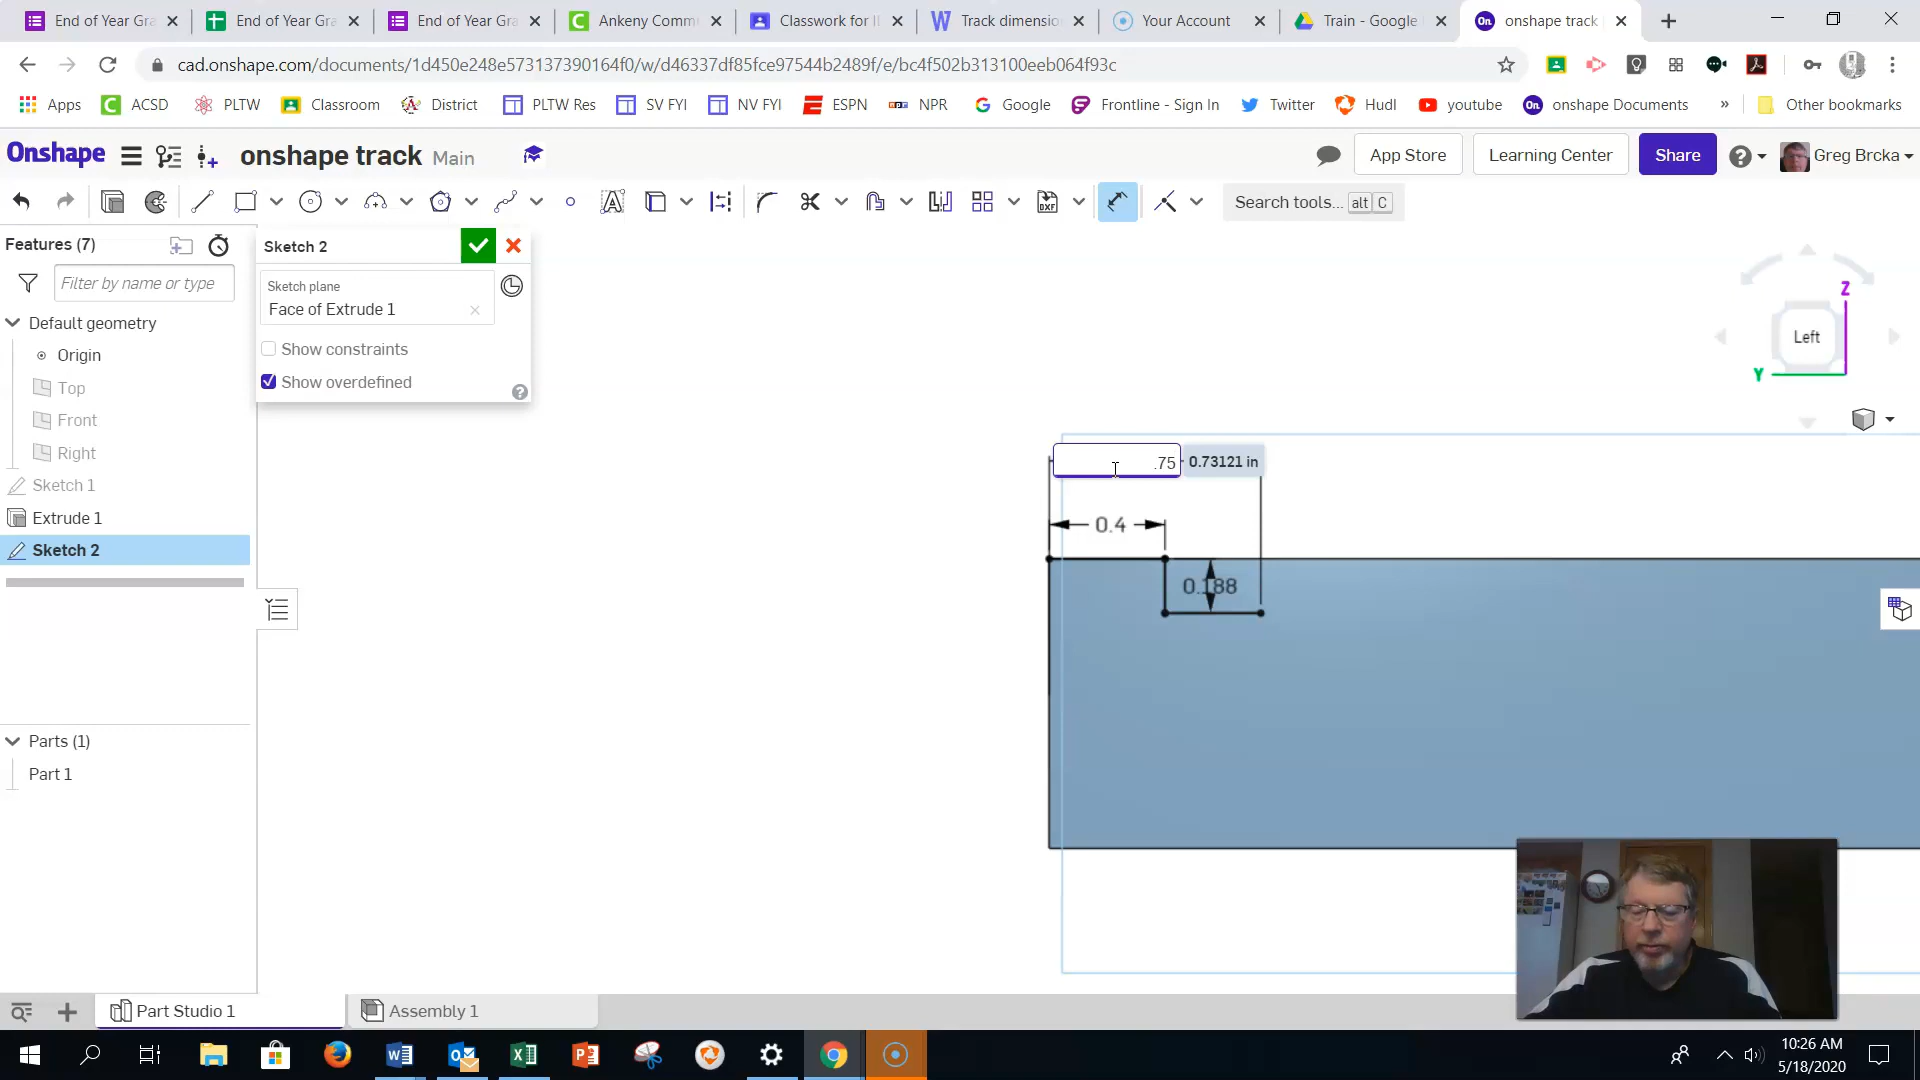 End of Year Gra
End of Year Gra
End of Year Gra
Ankeny Comm
Classwork for II
Track dimensio
Your Account
Train - Google
onshape track
cad.onshape.com/documents/1d450e248e573137390164f0/w/d46337df85fce97544b2489f/e/bc4f502b313100eeb064f93c
Apps
ACSD
PLTW
Classroom
District
PLTW Res
SV FYI
NV FYI
ESPN
NPR
Google
Frontline - Sign In
Twitter
Hudl
youtube
onshape Documents
»
Other bookmarks
Onshape
onshape track Main
App Store
Learning Center
Share
Greg Brcka
Search tools... alt C
Features (7)
Filter by name or type
Default geometry
Origin
Top
Front
Right
Sketch 1
Extrude 1
Sketch 2
Parts (1)
Part 1
Sketch 2
Sketch plane
Face of Extrude 1
Show constraints
Show overdefined
Z
Left
Y
.75
0.73121 in
0.4
0.188
Part Studio 1
Assembly 1
10:26 AM
5/18/2020